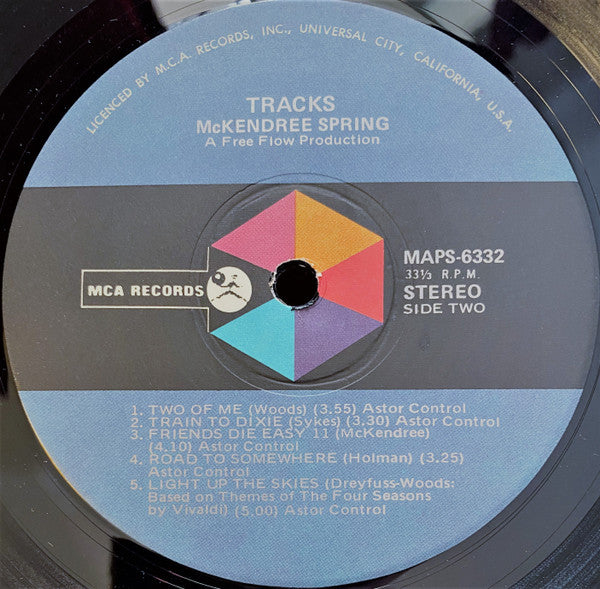 LICENCED BY M.C.A. RECORDS, INC., UNIVERSAL CITY, CALIFORNIA, U.S.A.
TRACKS
McKENDREE SPRING
A Free Flow Production
MAPS-6332
33⅓ R.P.M.
STEREO
SIDE TWO
MCA RECORDS
1. TWO OF ME (Woods) (3.55) Astor Control
2. TRAIN TO DIXIE (Sykes) (3.30) Astor Control
3. FRIENDS DIE EASY 11 (McKendree)
(4.10) Astor Control
4. ROAD TO SOMEWHERE (Holman) (3.25)
Astor Control
5. LIGHT UP THE SKIES (Dreyfuss-Woods:
Based on Themes of The Four Seasons
by Vivaldi) (5.00) Astor Control